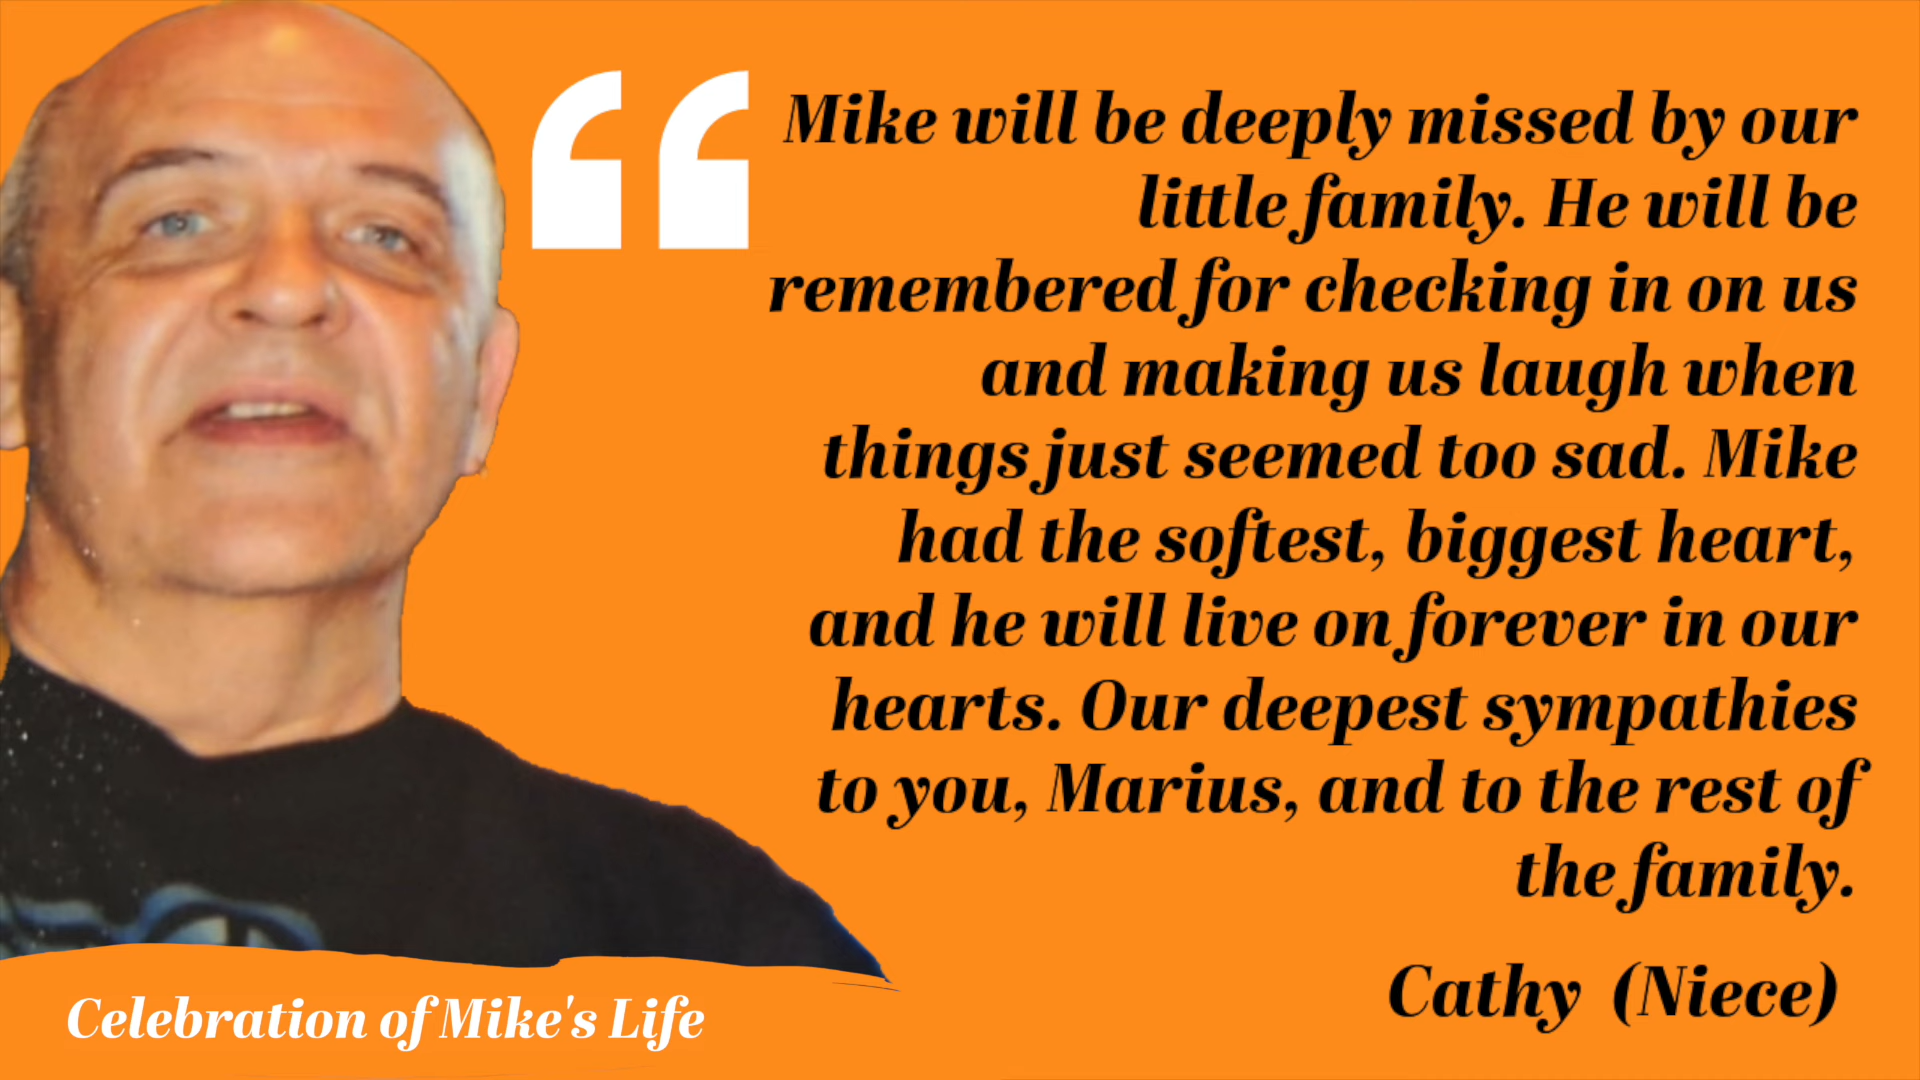 “
Mike will be deeply missed by our
little family. He will be
remembered for checking in on us
and making us laugh when
things just seemed too sad. Mike
had the softest, biggest heart,
and he will live on forever in our
hearts. Our deepest sympathies
to you, Marius, and to the rest of
the family.
Cathy (Niece)
Celebration of Mike's Life